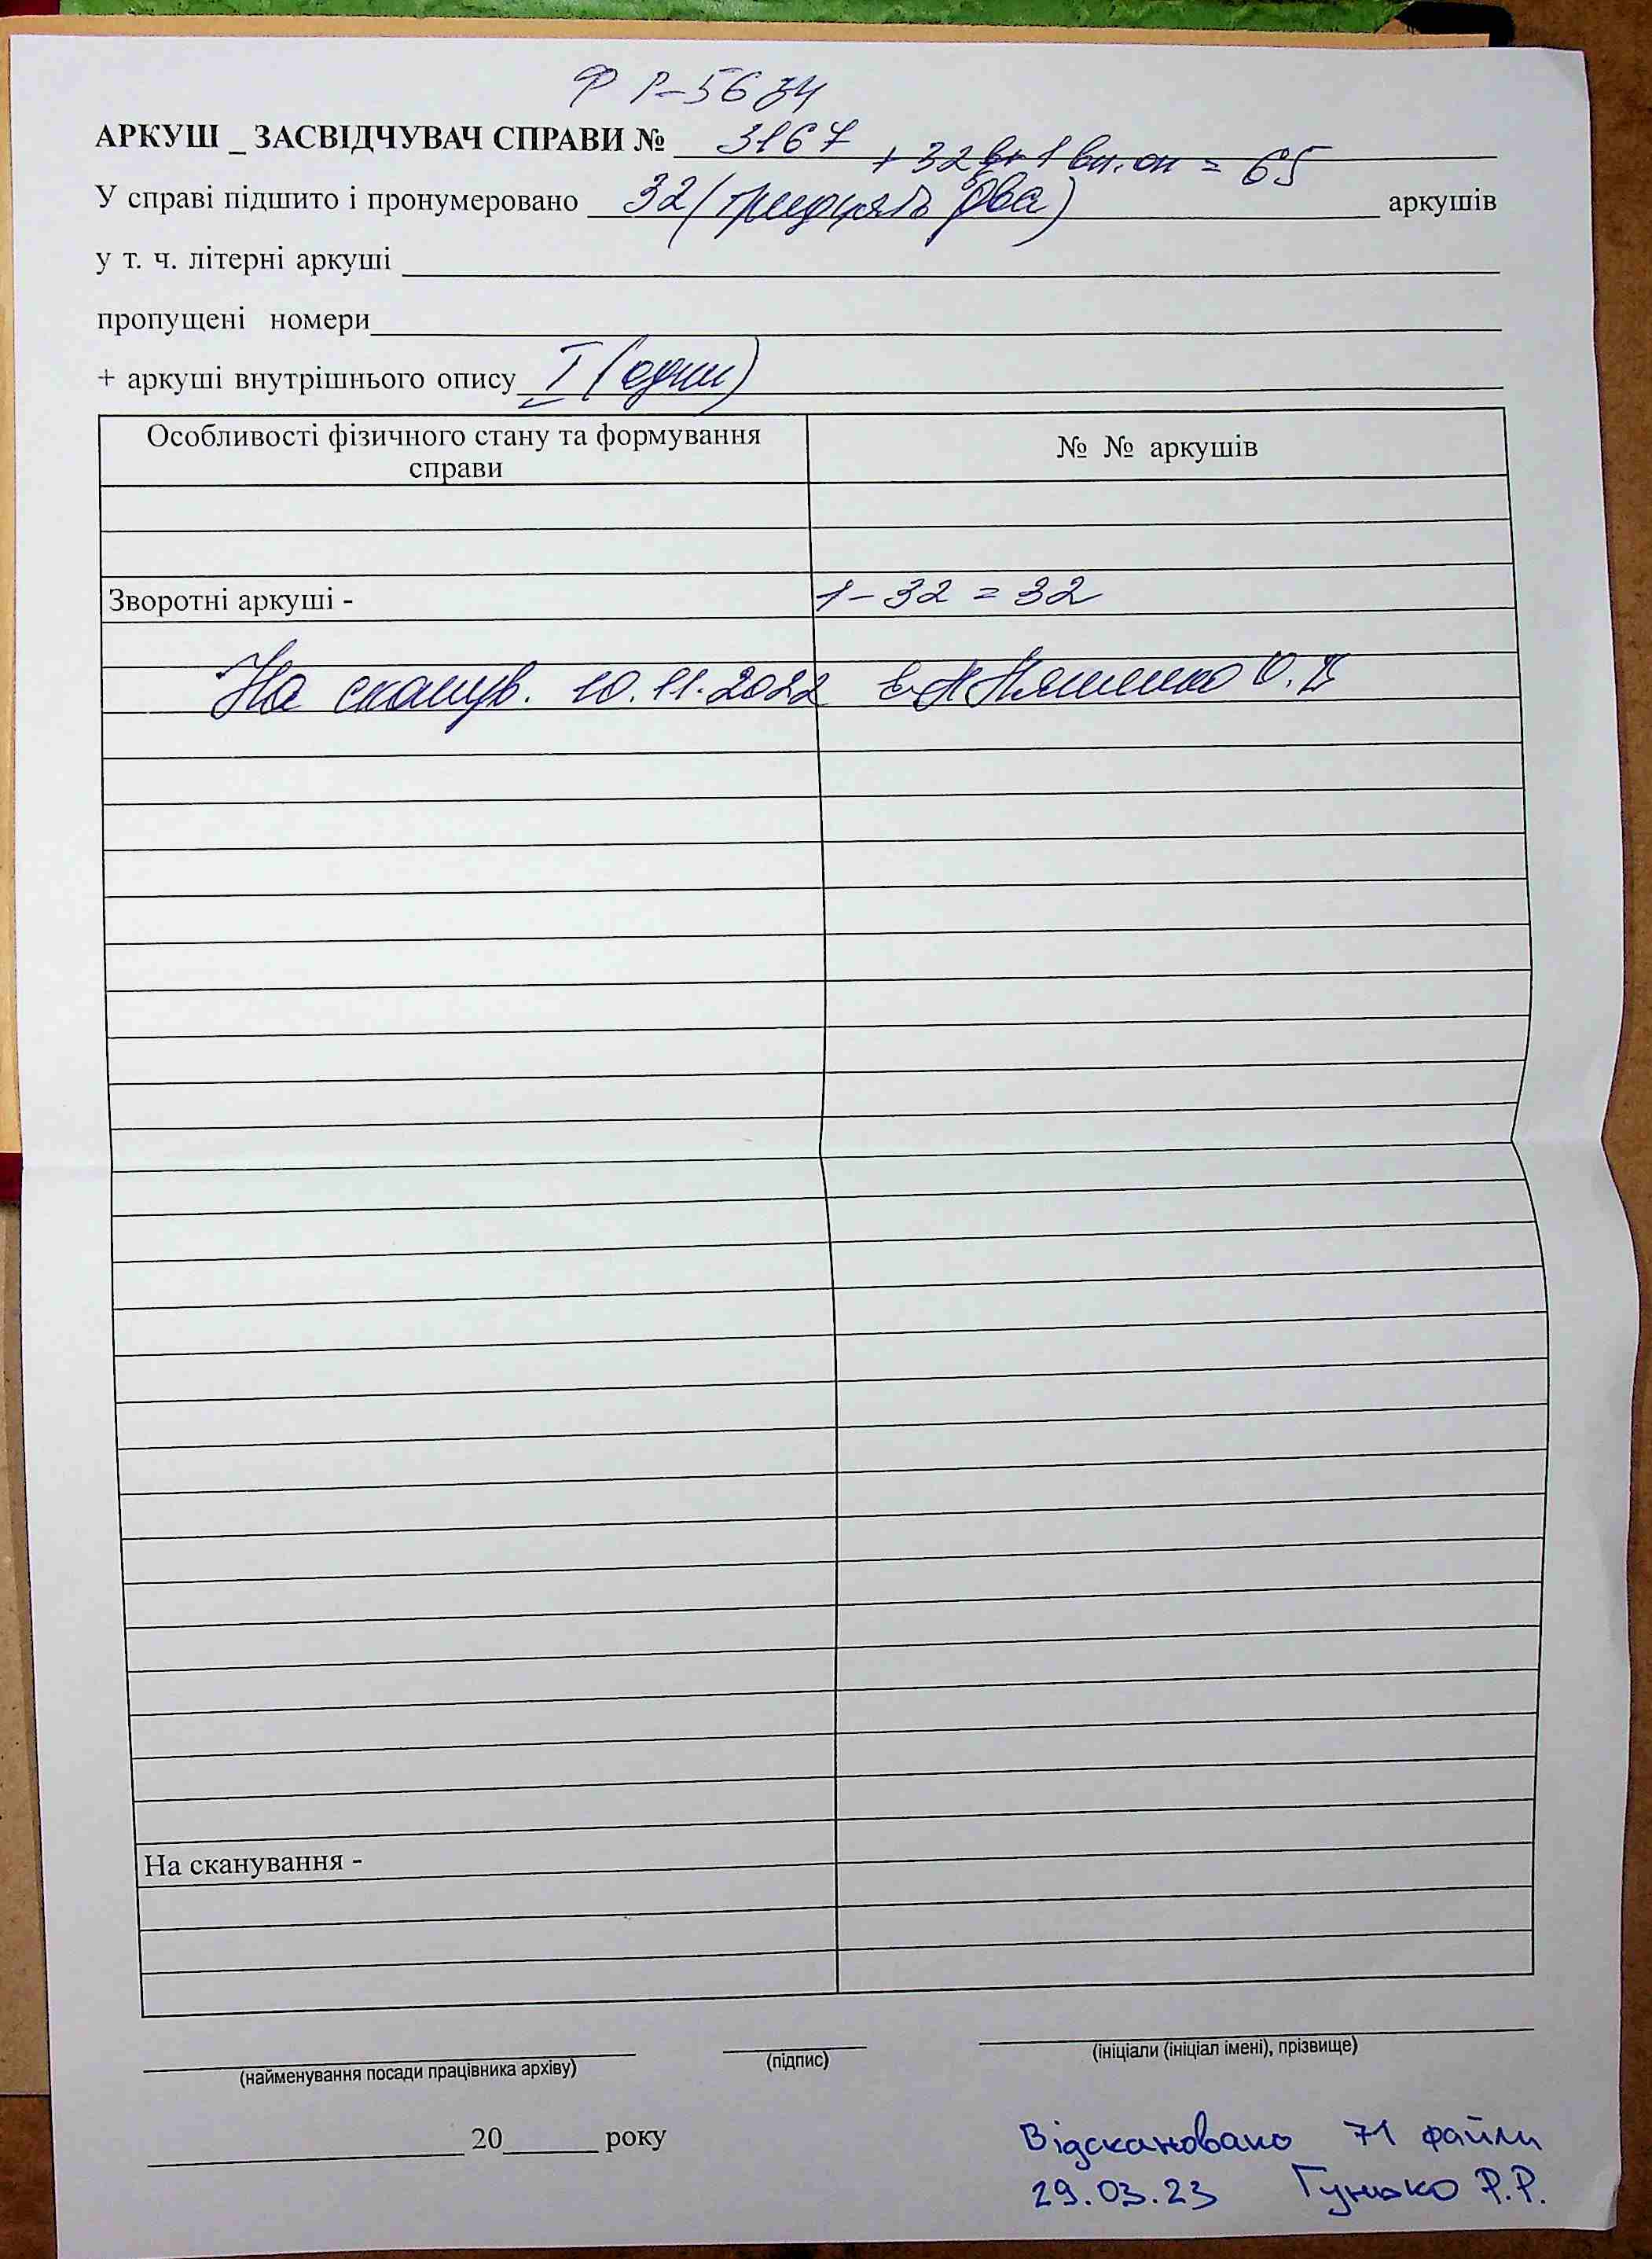 Ф Р-5634
АРКУШ _ ЗАСВІДЧУВАЧ СПРАВИ № 3167
+ 32 + 1 вн. оп = 65
У справі підшито і пронумеровано 32 (тридцять два) аркушів
у т. ч. літерні аркуші
пропущені номери
+ аркуші внутрішнього опису I (один)
Особливості фізичного стану та формування справи
№ № аркушів
Зворотні аркуші - 1-32 = 32
На сканув. 10.11.2022 О.
На сканування -
(найменування посади працівника архіву) (підпис) (ініціали (ініціал імені), прізвище)
20 року
Відскановано 71 файли
29.03.23 Гунько Р.Р.